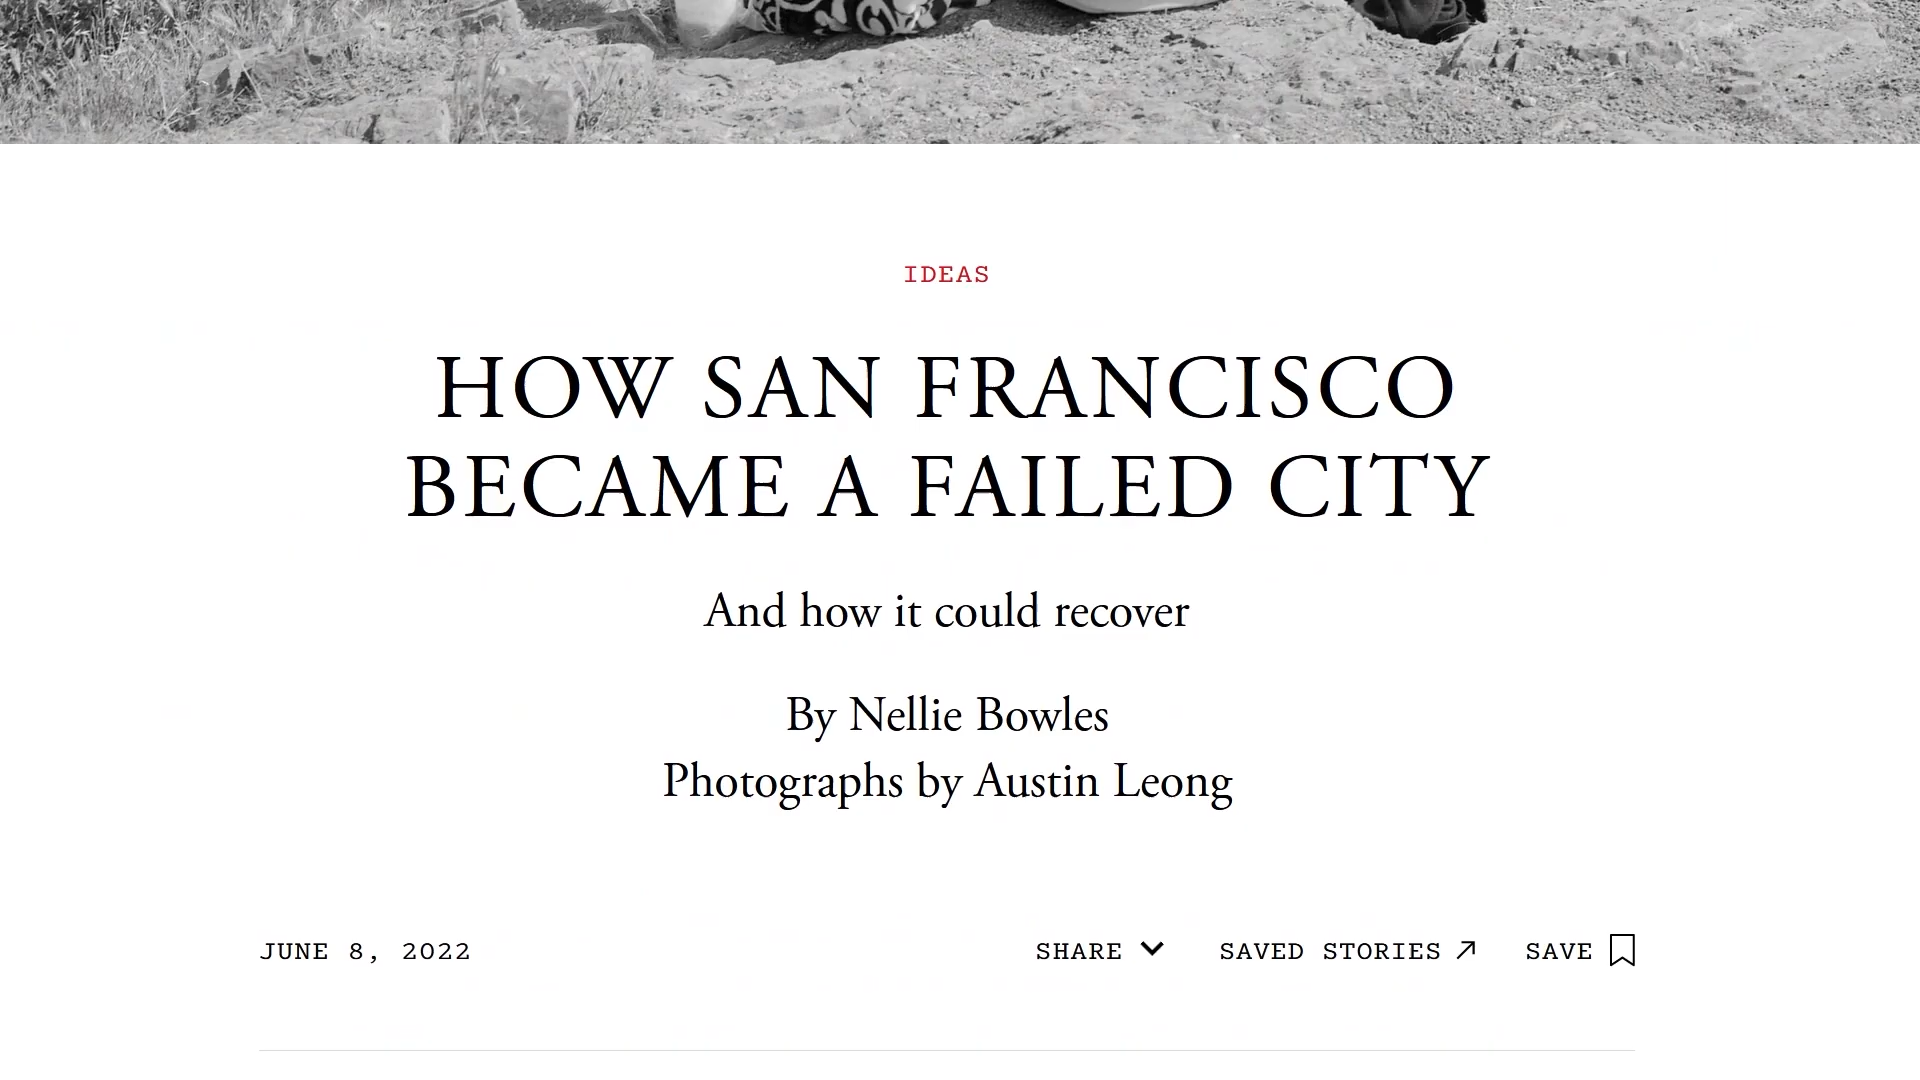 IDEAS
HOW SAN FRANCISCO
BECAME A FAILED CITY
And how it could recover
By Nellie Bowles
Photographs by Austin Leong
JUNE 8, 2022 SHARE SAVED STORIES SAVE